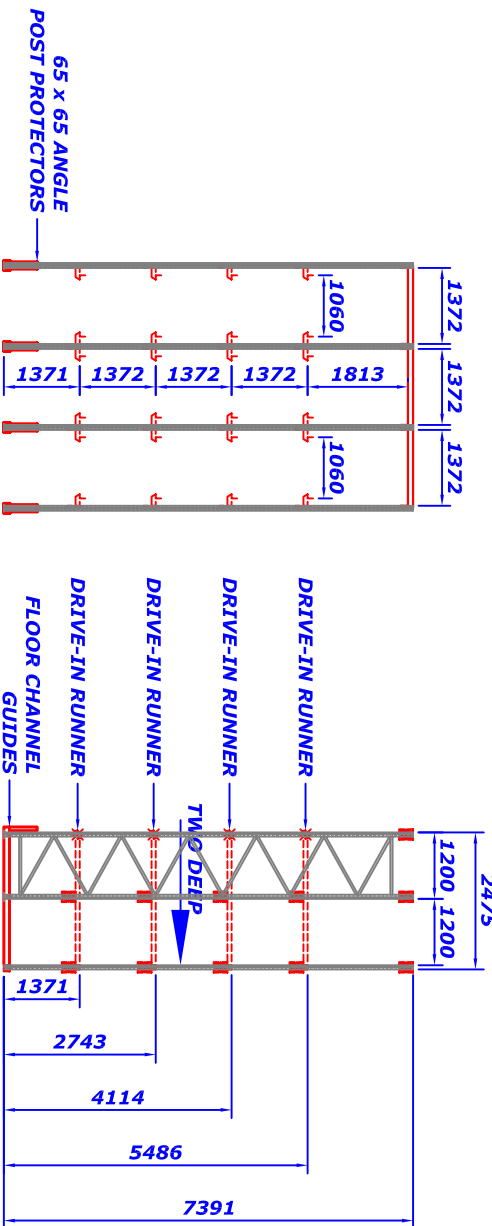 65 x 65 ANGLE
POST PROTECTORS
1372
1372
1372
1060
1060
1371
1372
1372
1372
1813
DRIVE-IN RUNNER
DRIVE-IN RUNNER
DRIVE-IN RUNNER
DRIVE-IN RUNNER
FLOOR CHANNEL
GUIDES
TWO DEEP
2475
1200
1200
1371
2743
4114
5486
7391